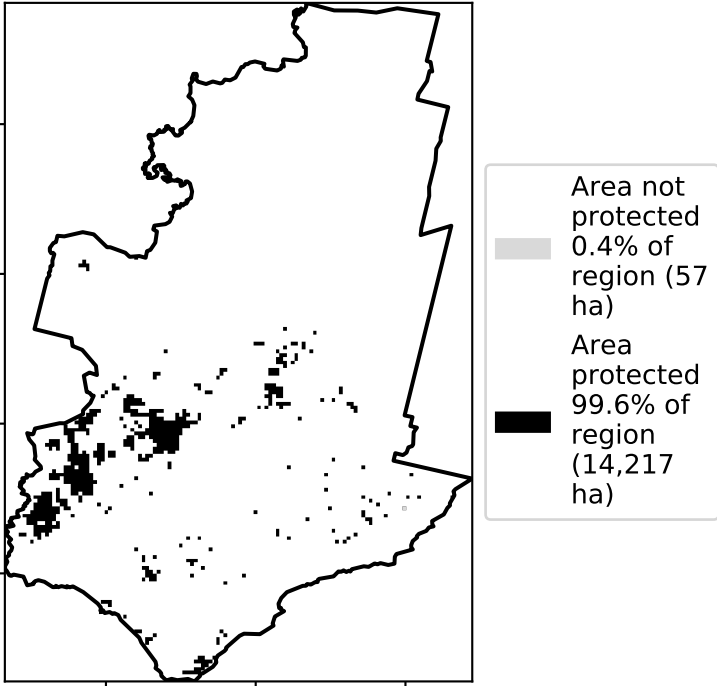 Area not
protected
0.4% of
region (57
ha)
Area
protected
99.6% of
region
(14,217
ha)